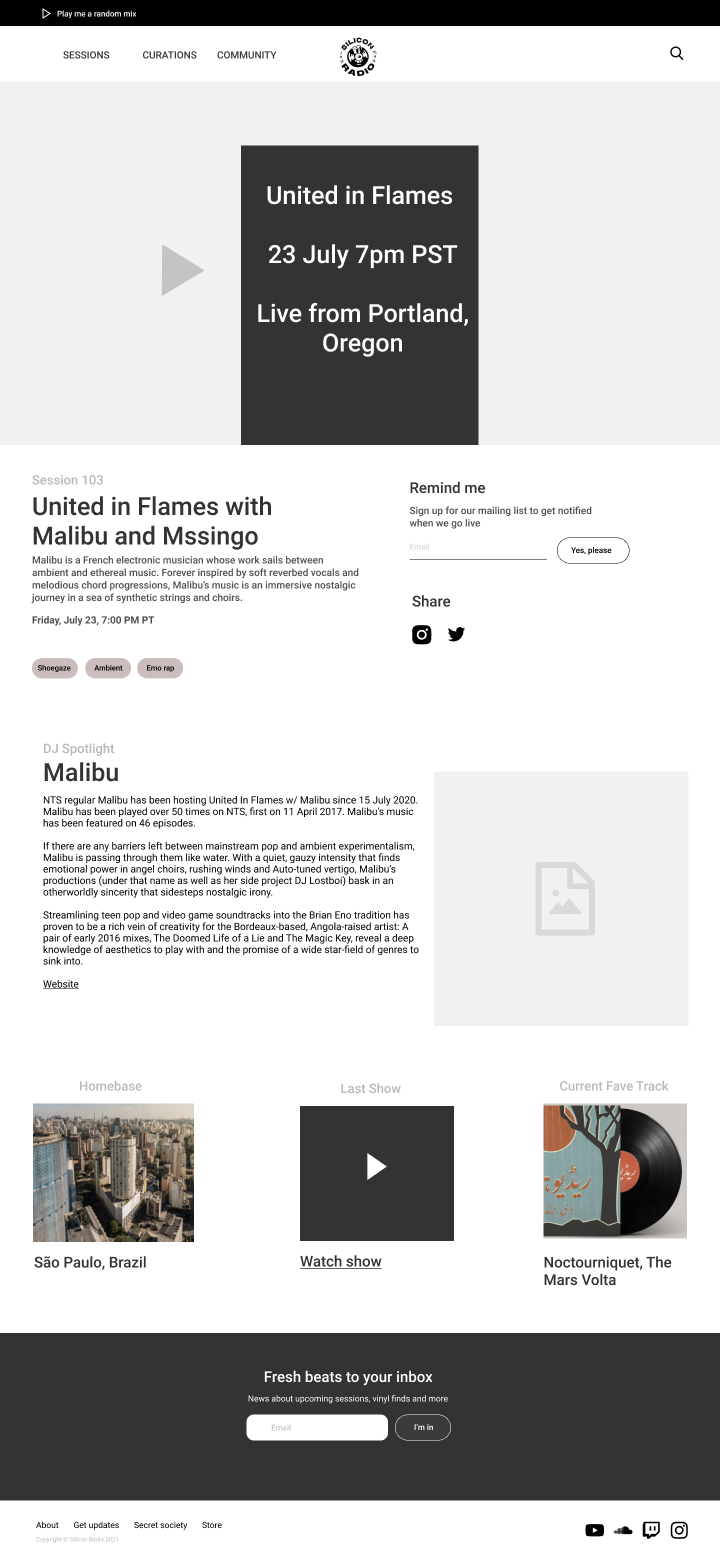 Play me a random mix
SESSIONS
CURATIONS
COMMUNITY
SILICON
RADIO
United in Flames
23 July 7pm PST
Live from Portland,
Oregon
Session 103
United in Flames with
Malibu and Mssingo
Malibu is a French electronic musician whose work sails between
ambient and ethereal music. Forever inspired by soft reverbed vocals and
melodious chord progressions, Malibu's music is an immersive nostalgic
journey in a sea of synthetic strings and choirs.
Friday, July 23, 7:00 PM PT
Shoegaze
Ambient
Emo rap
Remind me
Sign up for our mailing list to get notified
when we go live
Email
Yes, please
Share
DJ Spotlight
Malibu
NTS regular Malibu has been hosting United In Flames w/ Malibu since 15 July 2020.
Malibu has been played over 50 times on NTS, first on 11 April 2017. Malibu's music
has been featured on 46 episodes.
If there are any barriers left between mainstream pop and ambient experimentalism,
Malibu is passing through them like water. With a quiet, gauzy intensity that finds
emotional power in angel choirs, rushing winds and Auto-tuned vertigo, Malibu's
productions (under that name as well as her side project DJ Lostboi) bask in an
otherworldly sincerity that sidesteps nostalgic irony.
Streamlining teen pop and video game soundtracks into the Brian Eno tradition has
proven to be a rich vein of creativity for the Bordeaux-based, Angola-raised artist: A
pair of early 2016 mixes, The Doomed Life of a Lie and The Magic Key, reveal a deep
knowledge of aesthetics to play with and the promise of a wide star-field of genres to
sink into.
Website
Homebase
São Paulo, Brazil
Last Show
Watch show
Current Fave Track
Noctourniquet, The
Mars Volta
Fresh beats to your inbox
News about upcoming sessions, vinyl finds and more
Email
I'm in
About
Get updates
Secret society
Store
Copyright © Silicon Radio 2021